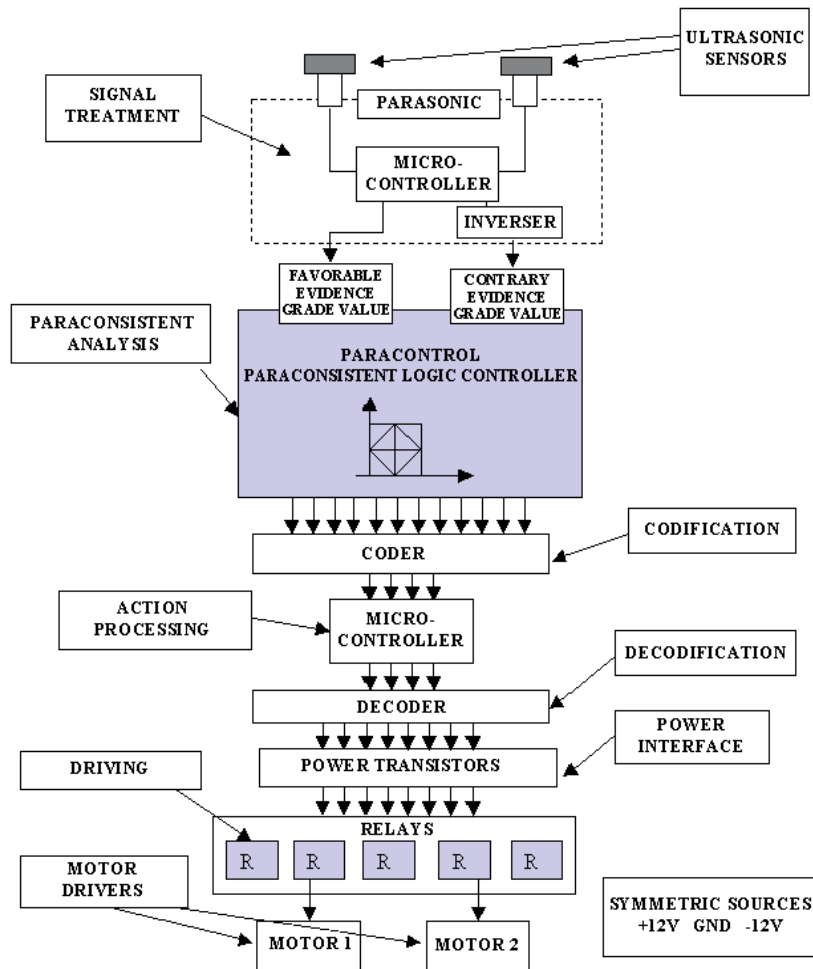 ULTRASONIC
SENSORS
SIGNAL
TREATMENT
PARASONIC
MICRO-
CONTROLLER
INVERSER
FAVORABLE
EVIDENCE
GRADE VALUE
CONTRARY
EVIDENCE
GRADE VALUE
PARACONSISTENT
ANALYSIS
PARACONTROL
PARACONSISTENT LOGIC CONTROLLER
CODER
CODIFICATION
ACTION
PROCESSING
MICRO-
CONTROLLER
DECODIFICATION
DECODER
POWER
INTERFACE
DRIVING
POWER TRANSISTORS
RELAYS
R R R R R
MOTOR
DRIVERS
MOTOR 1
MOTOR 2
SYMMETRIC SOURCES
+12V GND -12V